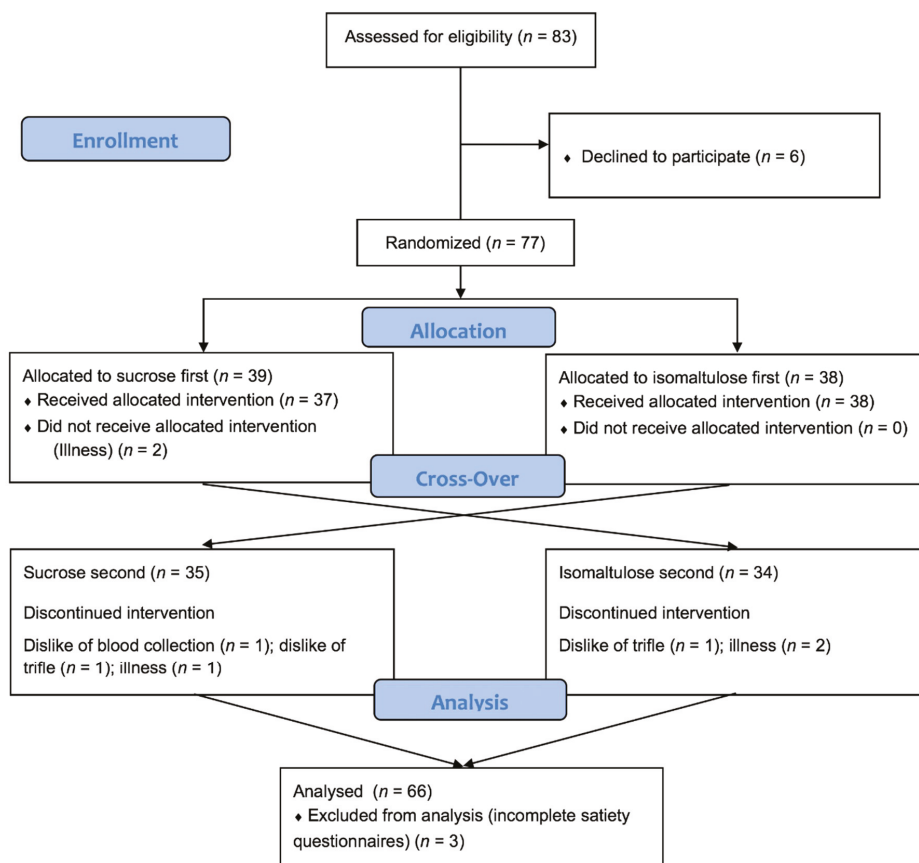 Assessed for eligibility (n = 83)
Enrollment
♦ Declined to participate (n = 6)
Randomized (n = 77)
Allocation
Allocated to sucrose first (n = 39)
♦ Received allocated intervention (n = 37)
♦ Did not receive allocated intervention
(Illness) (n = 2)
Allocated to isomaltulose first (n = 38)
♦ Received allocated intervention (n = 38)
♦ Did not receive allocated intervention (n = 0)
Cross-Over
Sucrose second (n = 35)
Discontinued intervention
Dislike of blood collection (n = 1); dislike of
trifle (n = 1); illness (n = 1)
Isomaltulose second (n = 34)
Discontinued intervention
Dislike of trifle (n = 1); illness (n = 2)
Analysis
Analysed (n = 66)
♦ Excluded from analysis (incomplete satiety
questionnaires) (n = 3)